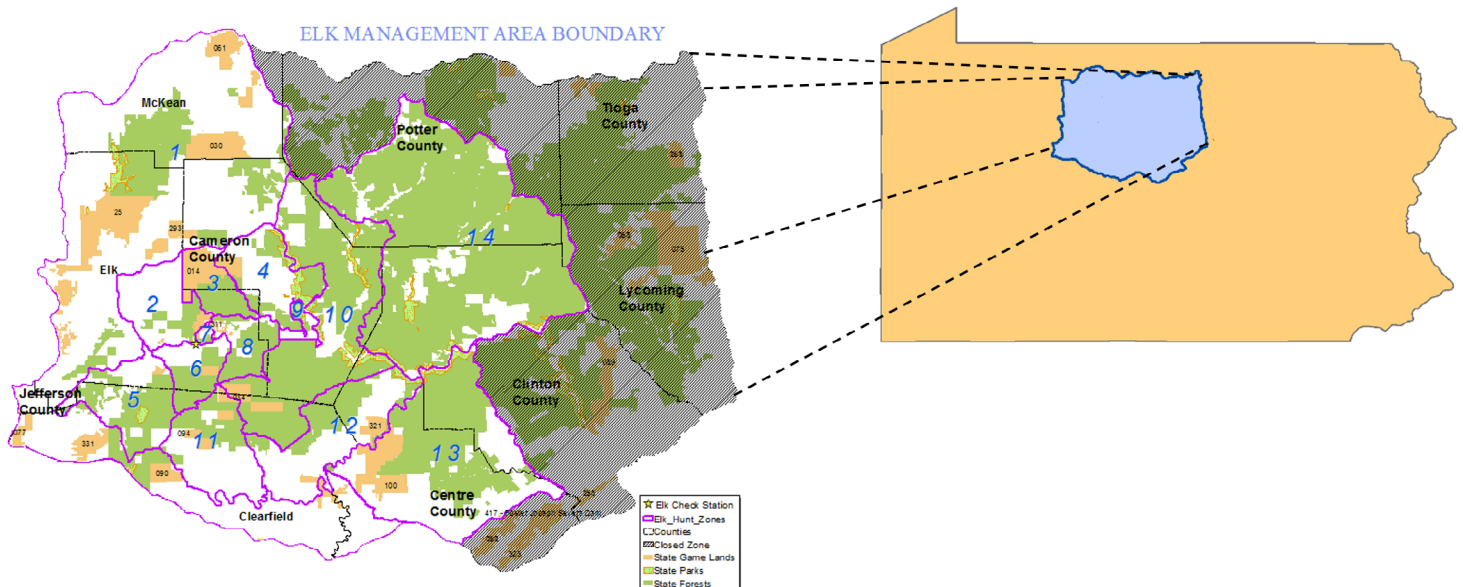 ELK MANAGEMENT AREA BOUNDARY
061
McKean
Potter
County
Tioga
County
1
030
25
293
Cameron
County
14
075
Elk
014
4
3
2
9
10
Lycoming
County
7
8
6
Clinton
County
Jefferson
County
5
077
331
094
11
12
321
13
090
100
Centre
County
Clearfield
Elk Check Station
Elk_Hunt_Zones
Counties
Closed Zone
State Game Lands
State Parks
State Forests